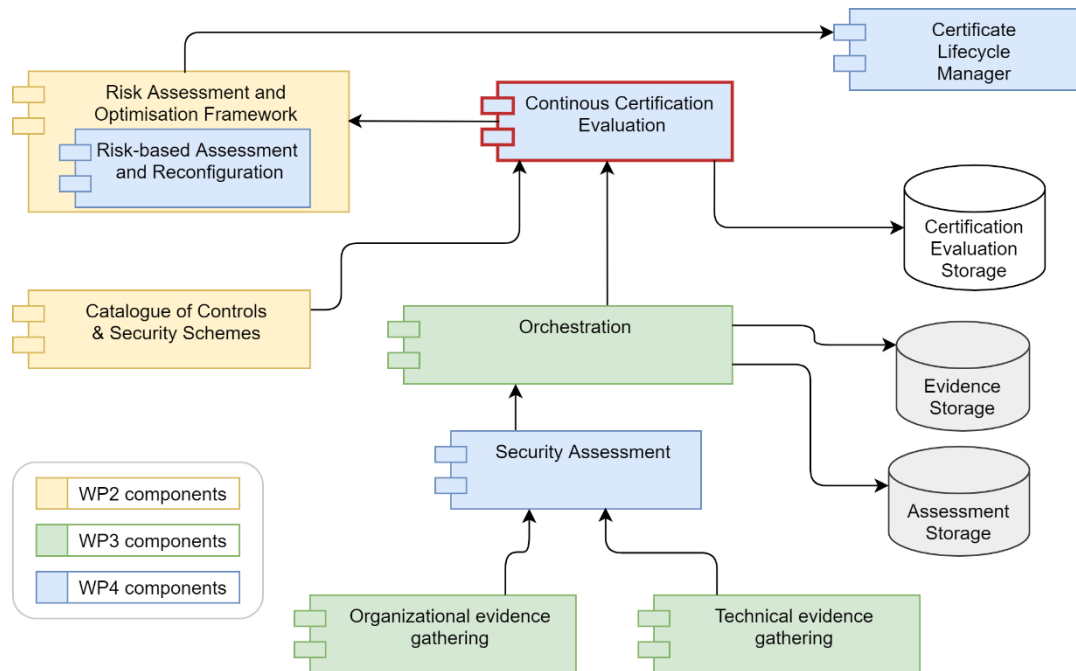 Certificate
Lifecycle
Manager
Risk Assessment and
Optimisation Framework
Risk-based Assessment
and Reconfiguration
Continous Certification
Evaluation
Certification
Evaluation
Storage
Catalogue of Controls
& Security Schemes
Orchestration
Evidence
Storage
Security Assessment
Assessment
Storage
WP2 components
WP3 components
WP4 components
Organizational evidence
gathering
Technical evidence
gathering